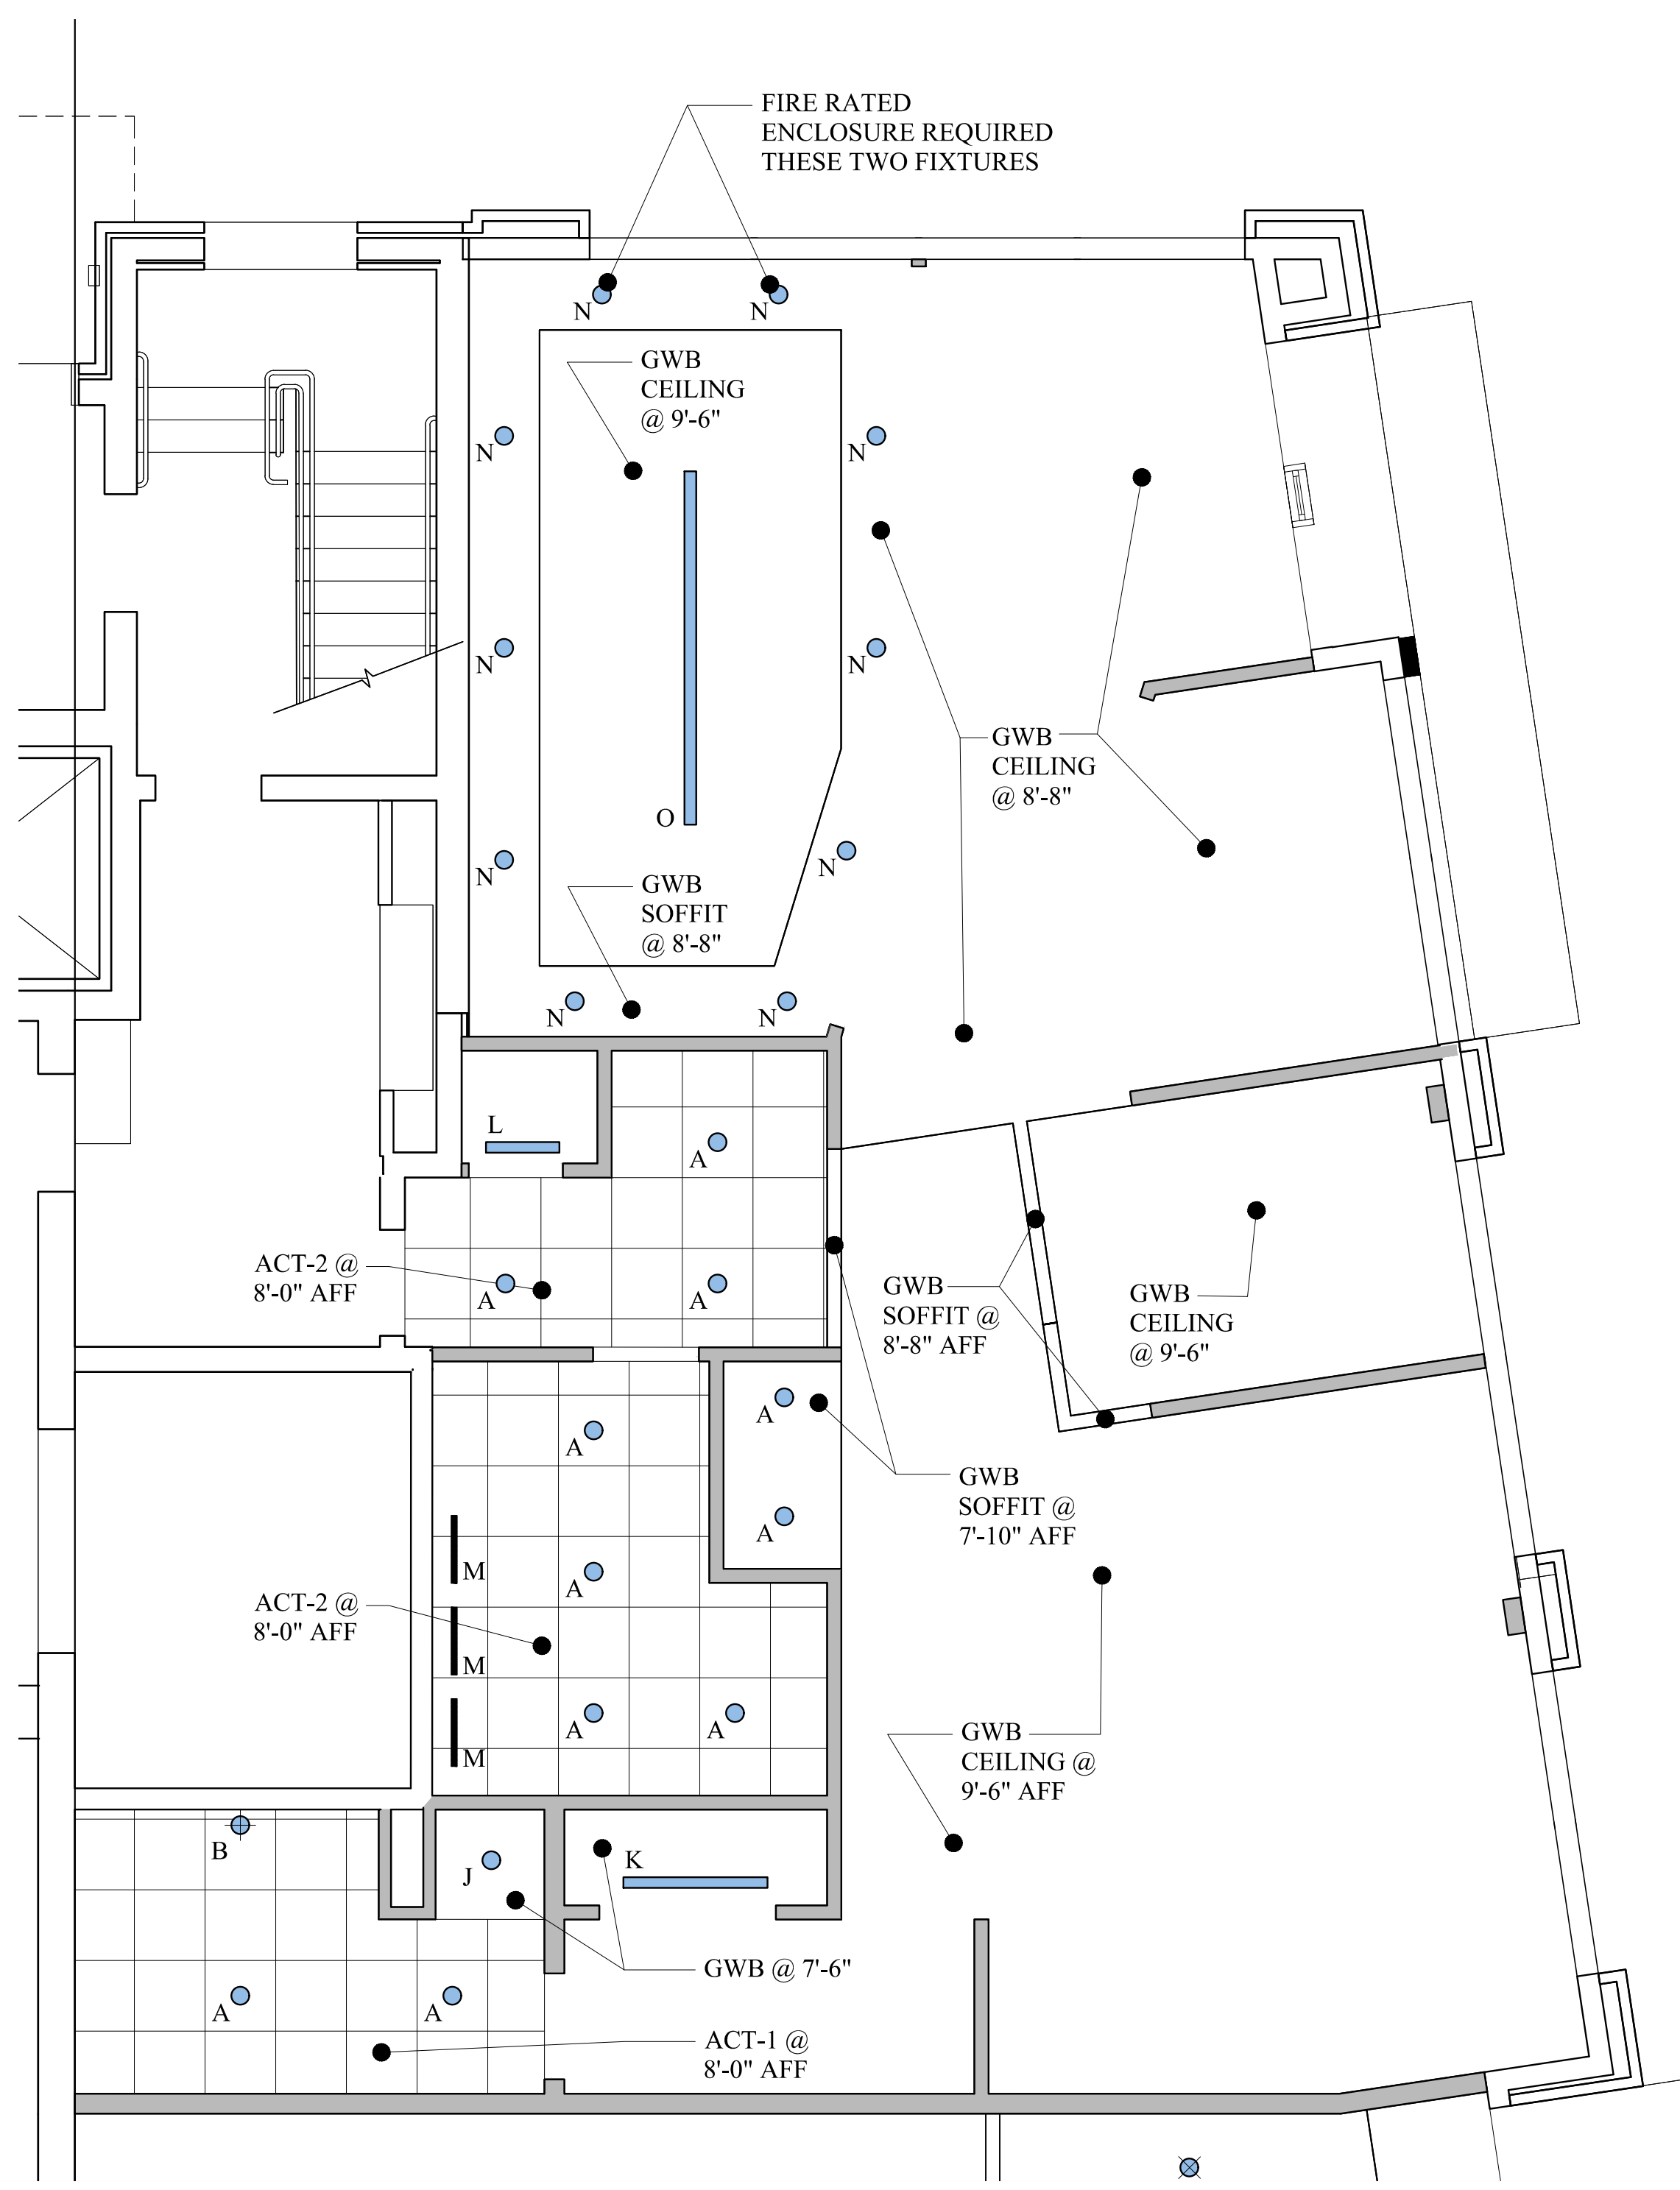 FIRE RATED
ENCLOSURE REQUIRED
THESE TWO FIXTURES
N
N
GWB
CEILING
@ 9'-6"
N
N
N
N
GWB
CEILING
@ 8'-8"
O
N
N
GWB
SOFFIT
@ 8'-8"
N
N
L
A
ACT-2 @
8'-0" AFF
A
A
GWB
SOFFIT @
8'-8" AFF
GWB
CEILING
@ 9'-6"
A
A
GWB
SOFFIT @
7'-10" AFF
A
M
A
ACT-2 @
8'-0" AFF
M
A
A
M
GWB
CEILING @
9'-6" AFF
B
J
K
GWB @ 7'-6"
A
A
ACT-1 @
8'-0" AFF